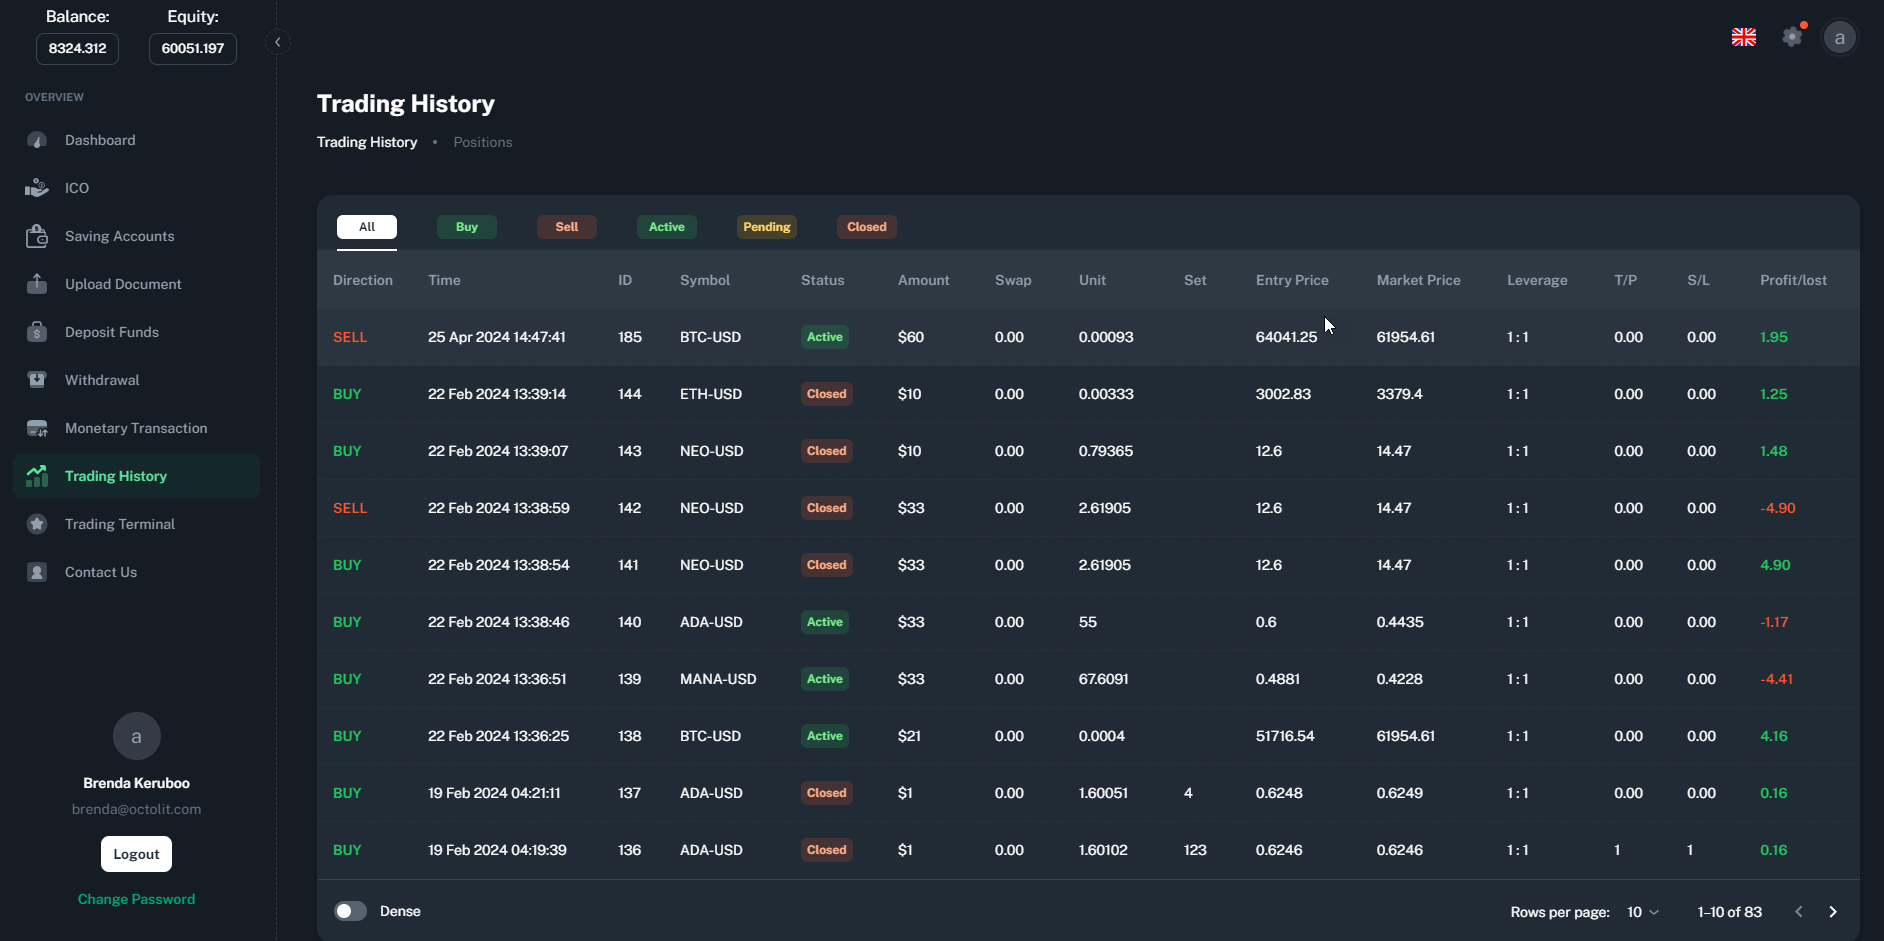 Balance: Equity:
8324.312 60051.197
OVERVIEW
Dashboard
ICO
Saving Accounts
Upload Document
Deposit Funds
Withdrawal
Monetary Transaction
Trading History
Trading Terminal
Contact Us
a
Brenda Keruboo
brenda@octolit.com
Logout
Change Password
a
Trading History
Trading History • Positions
All Buy Sell Active Pending Closed
Direction Time ID Symbol Status Amount Swap Unit Set Entry Price Market Price Leverage T/P S/L Profit/lost
SELL 25 Apr 2024 14:47:41 185 BTC-USD Active $60 0.00 0.00093 64041.25 61954.61 1 : 1 0.00 0.00 1.95
BUY 22 Feb 2024 13:39:14 144 ETH-USD Closed $10 0.00 0.00333 3002.83 3379.4 1 : 1 0.00 0.00 1.25
BUY 22 Feb 2024 13:39:07 143 NEO-USD Closed $10 0.00 0.79365 12.6 14.47 1 : 1 0.00 0.00 1.48
SELL 22 Feb 2024 13:38:59 142 NEO-USD Closed $33 0.00 2.61905 12.6 14.47 1 : 1 0.00 0.00 -4.90
BUY 22 Feb 2024 13:38:54 141 NEO-USD Closed $33 0.00 2.61905 12.6 14.47 1 : 1 0.00 0.00 4.90
BUY 22 Feb 2024 13:38:46 140 ADA-USD Active $33 0.00 55 0.6 0.4435 1 : 1 0.00 0.00 -1.17
BUY 22 Feb 2024 13:36:51 139 MANA-USD Active $33 0.00 67.6091 0.4881 0.4228 1 : 1 0.00 0.00 -4.41
BUY 22 Feb 2024 13:36:25 138 BTC-USD Active $21 0.00 0.0004 51716.54 61954.61 1 : 1 0.00 0.00 4.16
BUY 19 Feb 2024 04:21:11 137 ADA-USD Closed $1 0.00 1.60051 4 0.6248 0.6249 1 : 1 0.00 0.00 0.16
BUY 19 Feb 2024 04:19:39 136 ADA-USD Closed $1 0.00 1.60102 123 0.6246 0.6246 1 : 1 1 1 0.16
Dense Rows per page: 10 1–10 of 83